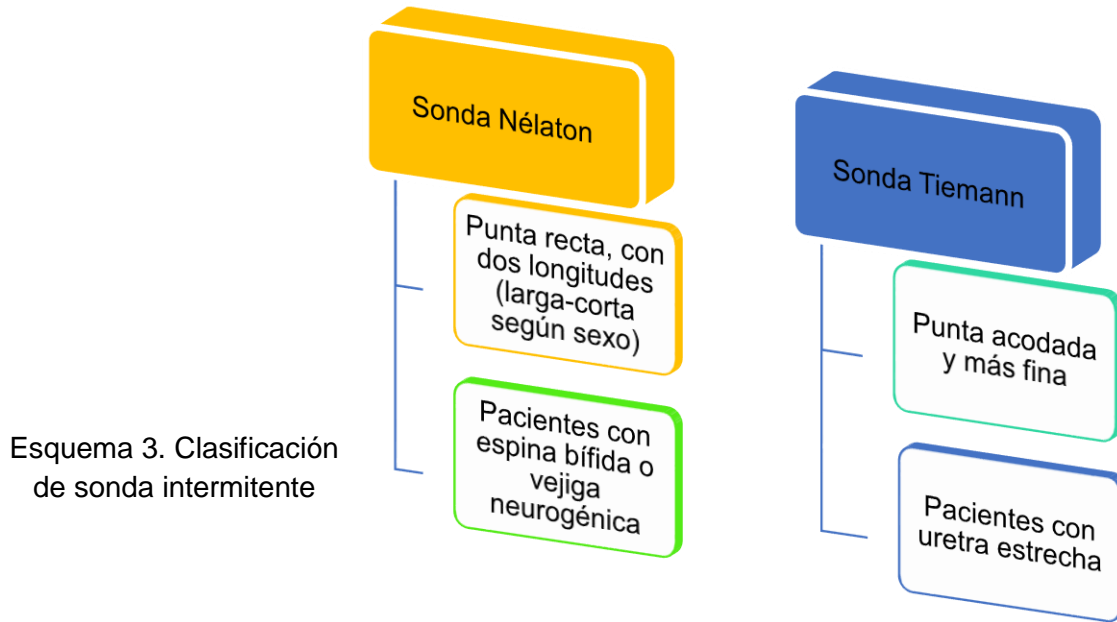 Sonda Nélaton
Punta recta, con
dos longitudes
(larga-corta
según sexo)
Pacientes con
espina bífida o
vejiga
neurogénica
Sonda Tiemann
Punta acodada
y más fina
Pacientes con
uretra estrecha
Esquema 3. Clasificación
de sonda intermitente